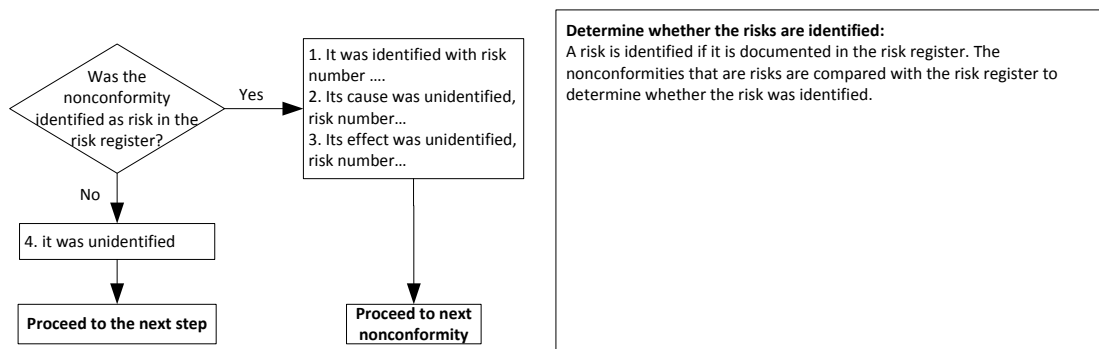 Was the
nonconformity
identified as risk in the
risk register?
Yes
1. It was identified with risk
number ....
2. Its cause was unidentified,
risk number...
3. Its effect was unidentified,
risk number...
No
4. it was unidentified
Proceed to the next step
Proceed to next
nonconformity
Determine whether the risks are identified:
A risk is identified if it is documented in the risk register. The
nonconformities that are risks are compared with the risk register to
determine whether the risk was identified.